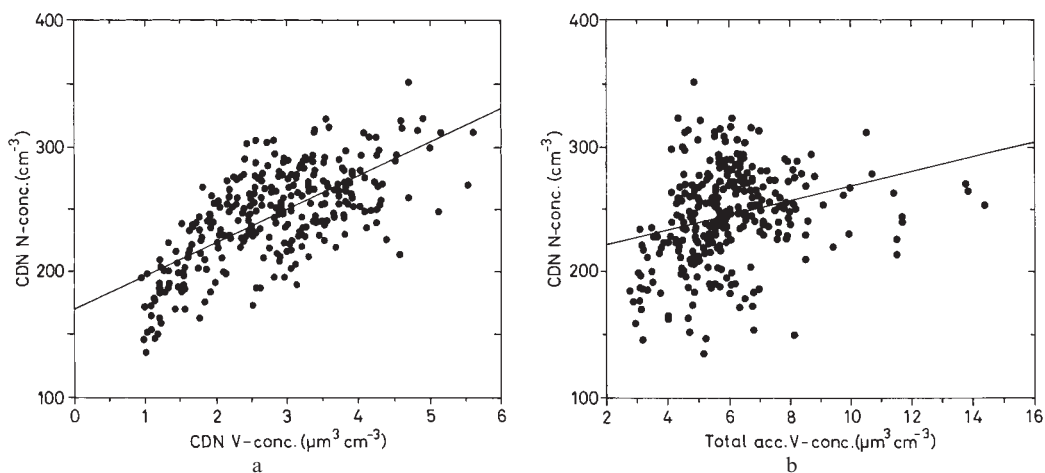 400
300
200
100
CDN N-conc.(cm⁻³)
0 1 2 3 4 5 6
CDN V-conc.(μm³ cm⁻³)
a
400
300
200
100
CDN N-conc.(cm⁻³)
2 4 6 8 10 12 14 16
Total acc.V-conc.(μm³ cm⁻³)
b